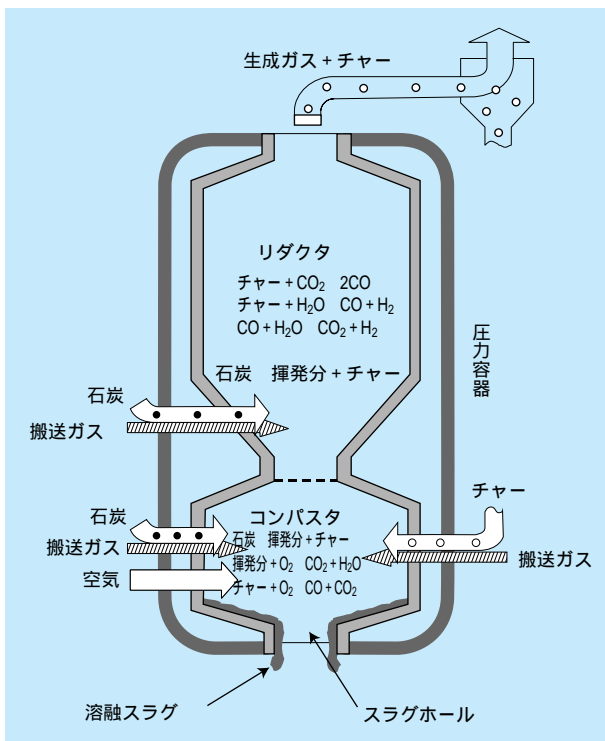 生成ガス+チャー
リダクタ
チャー+CO₂ 2CO
チャー+H₂O CO+H₂
CO+H₂O CO₂+H₂
圧力容器
石炭 揮発分+チャー
石炭
搬送ガス
コンバスタ
石炭 揮発分+チャー
揮発分+O₂ CO₂+H₂O
チャー+O₂ CO+CO₂
石炭
搬送ガス
空気
チャー
搬送ガス
溶融スラグ
スラグホール